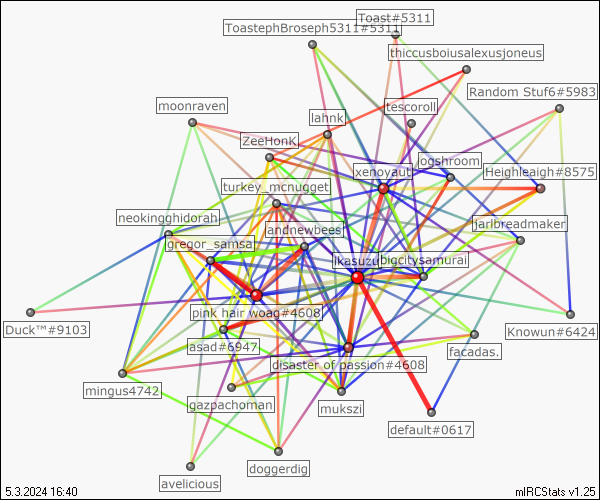 Toast#5311
ToastephBroseph5311#5311
thiccusboiusalexusjoneus
Random Stuf6#5983
moonraven
tescoroll
lahnk
ZeeHonK
jogshroom
xenoyaut
Heighleaigh#8575
turkey_mcnugget
neokingghidorah
jarlbreadmaker
andnewbees
gregor_samsa
ikasuzu
bigcitysamurai
pink hair woag#4608
Duck™#9103
Knowun#6424
asad#6947
facadas.
disaster of passion#4608
mingus4742
gazpachoman
mukszi
default#0617
doggerdig
avelicious
5.3.2024 16:40
mIRCStats v1.25